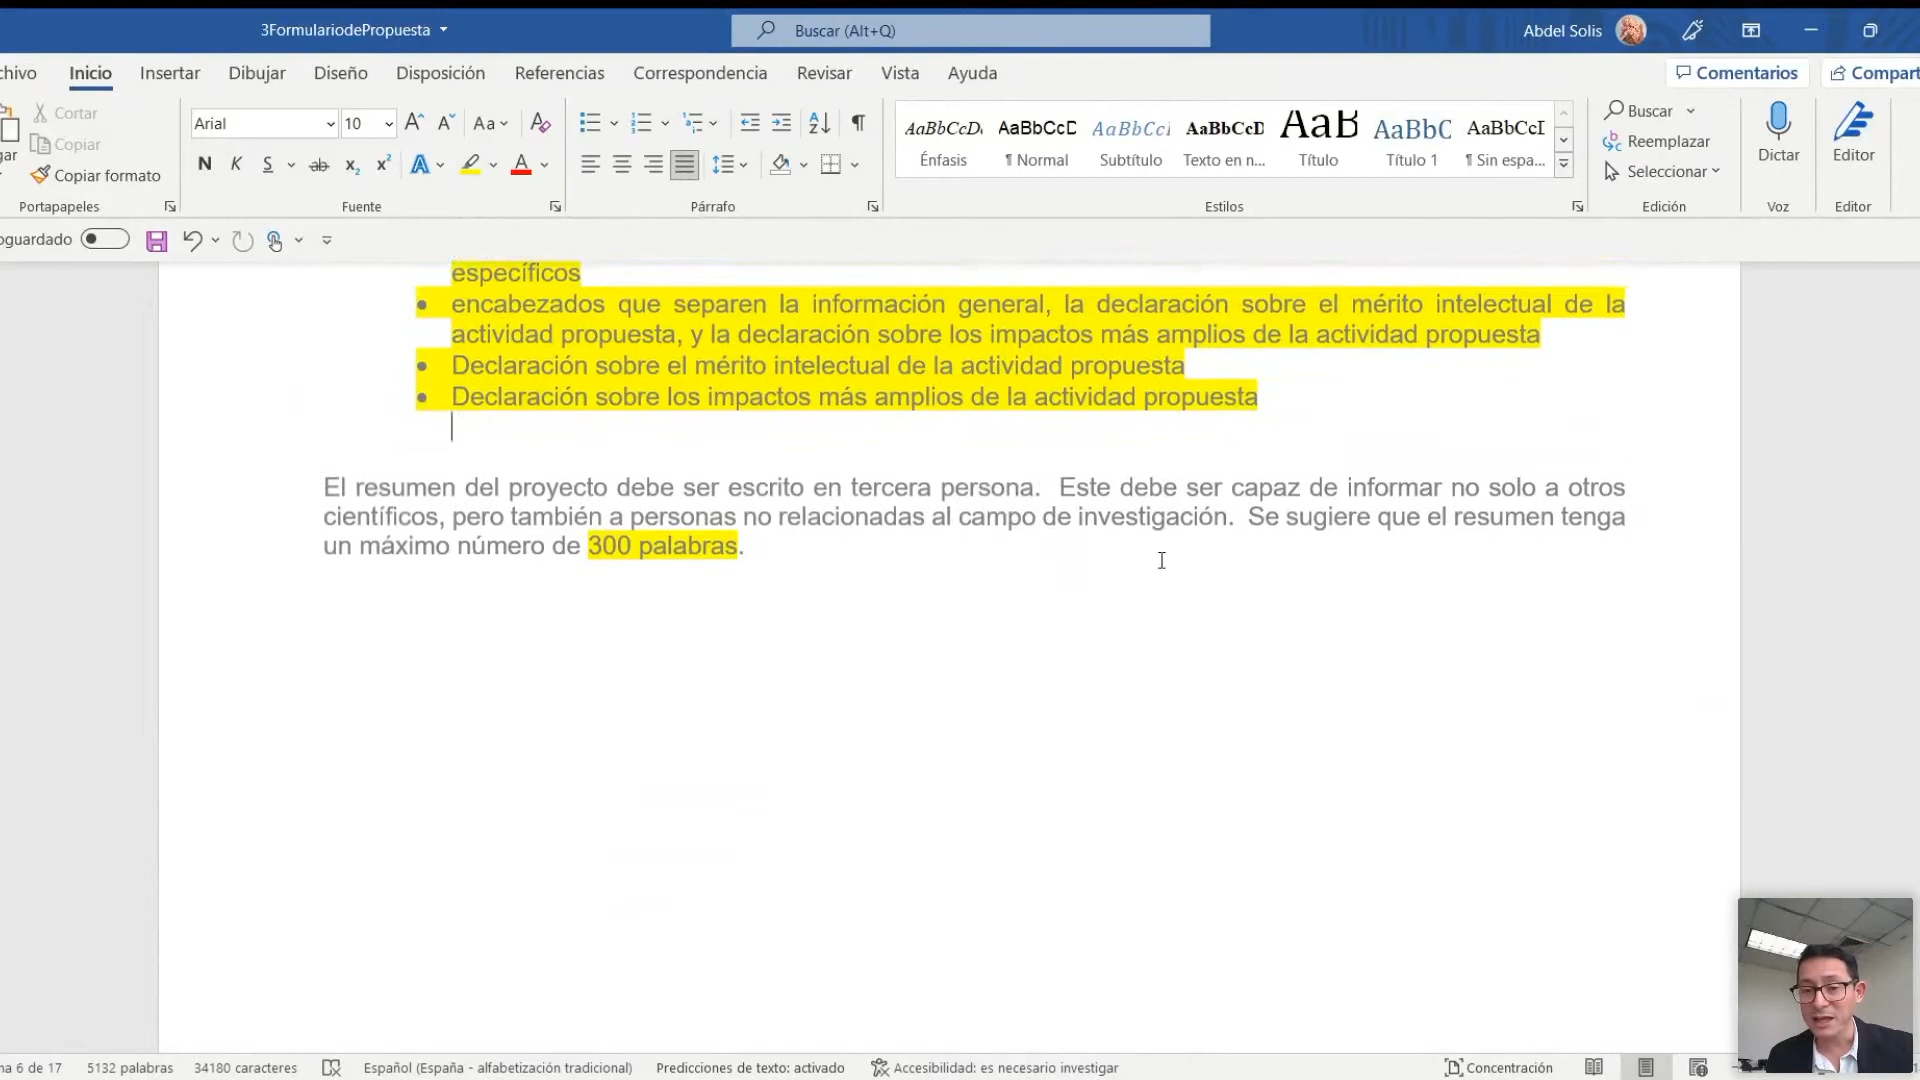 3FormulariodePropuesta
Buscar (Alt+Q)
Abdel Solis
chivo Inicio Insertar Dibujar Diseño Disposición Referencias Correspondencia Revisar Vista Ayuda
Comentarios
Compart
Cortar
Copiar
gar
Copiar formato
Portapapeles
Arial
10
Aa
N K S ab x₂ x²
Fuente
Párrafo
AaBbCcDc AaBbCcD AaBbCcI AaBbCcD AaB AaBbC AaBbCcI
Énfasis ¶ Normal Subtítulo Texto en n... Título Título 1 ¶ Sin espa...
Estilos
Buscar
Reemplazar
Seleccionar
Edición
Dictar
Voz
Editor
Editor
oguardado
específicos
• encabezados que separen la información general, la declaración sobre el mérito intelectual de la
actividad propuesta, y la declaración sobre los impactos más amplios de la actividad propuesta
• Declaración sobre el mérito intelectual de la actividad propuesta
• Declaración sobre los impactos más amplios de la actividad propuesta
El resumen del proyecto debe ser escrito en tercera persona. Este debe ser capaz de informar no solo a otros
científicos, pero también a personas no relacionadas al campo de investigación. Se sugiere que el resumen tenga
un máximo número de 300 palabras.
na 6 de 17 5132 palabras 34180 caracteres Español (España - alfabetización tradicional) Predicciones de texto: activado Accesibilidad: es necesario investigar Concentración